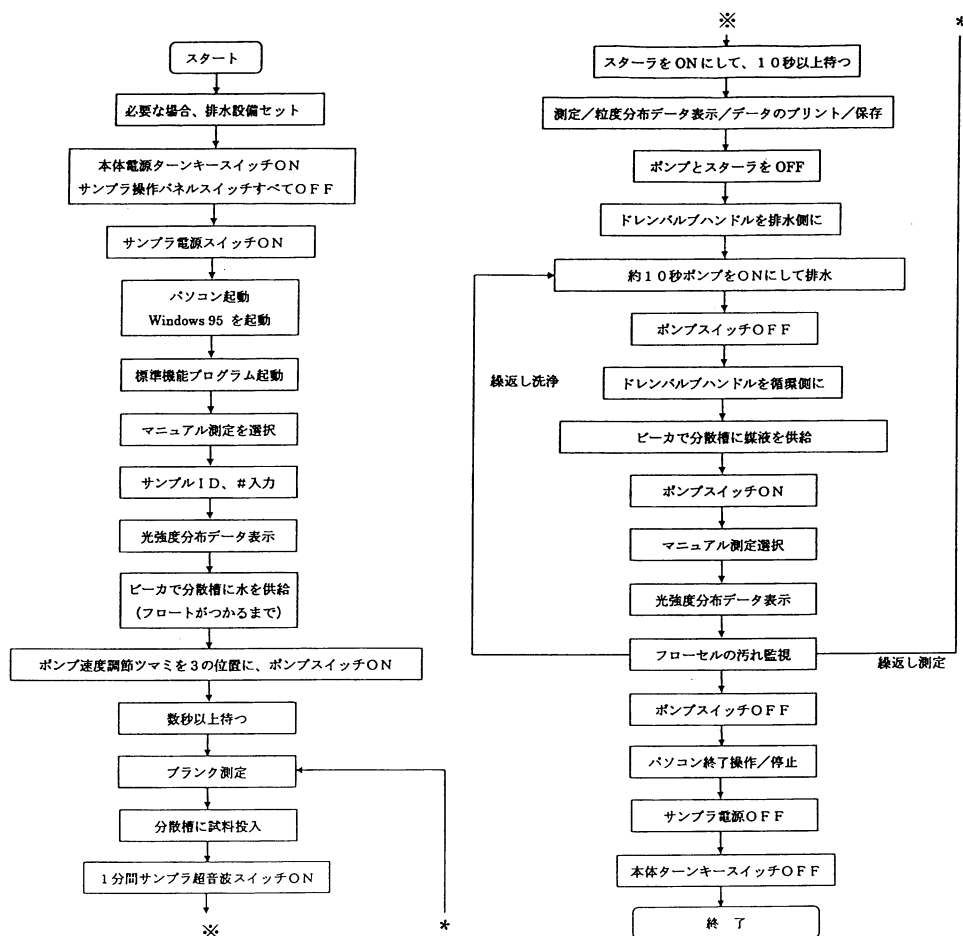 スタート
必要な場合、排水設備セット
本体電源ターンキースイッチON
サンプラ操作パネルスイッチすべてOFF
サンプラ電源スイッチON
パソコン起動
Windows 95 を起動
標準機能プログラム起動
マニュアル測定を選択
サンプルID、#入力
光強度分布データ表示
ビーカで分散槽に水を供給
(フロートがつかるまで)
ポンプ速度調節ツマミを3の位置に、ポンプスイッチON
数秒以上待つ
ブランク測定
分散槽に試料投入
1分間サンプラ超音波スイッチON
※
*
※
*
スターラをONにして、10秒以上待つ
測定/粒度分布データ表示/データのプリント/保存
ポンプとスターラをOFF
ドレンバルブハンドルを排水側に
約10秒ポンプをONにして排水
ポンプスイッチOFF
繰返し洗浄
ドレンバルブハンドルを循環側に
ビーカで分散槽に媒液を供給
ポンプスイッチON
マニュアル測定選択
光強度分布データ表示
フローセルの汚れ監視
繰返し測定
ポンプスイッチOFF
パソコン終了操作/停止
サンプラ電源OFF
本体ターンキースイッチOFF
終 了